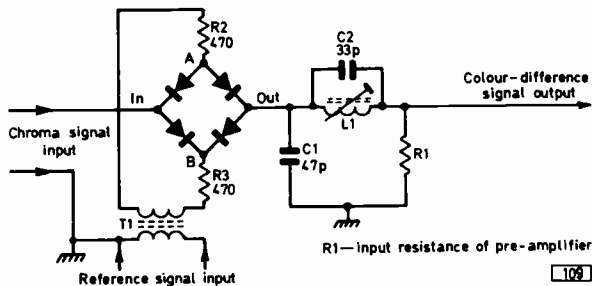 R2
470
A
In
Out
B
R3
470
T1
Chroma signal
input
Reference signal input
C2
33p
L1
C1
47p
R1
Colour-difference
signal output
R1—input resistance of pre-amplifier
109